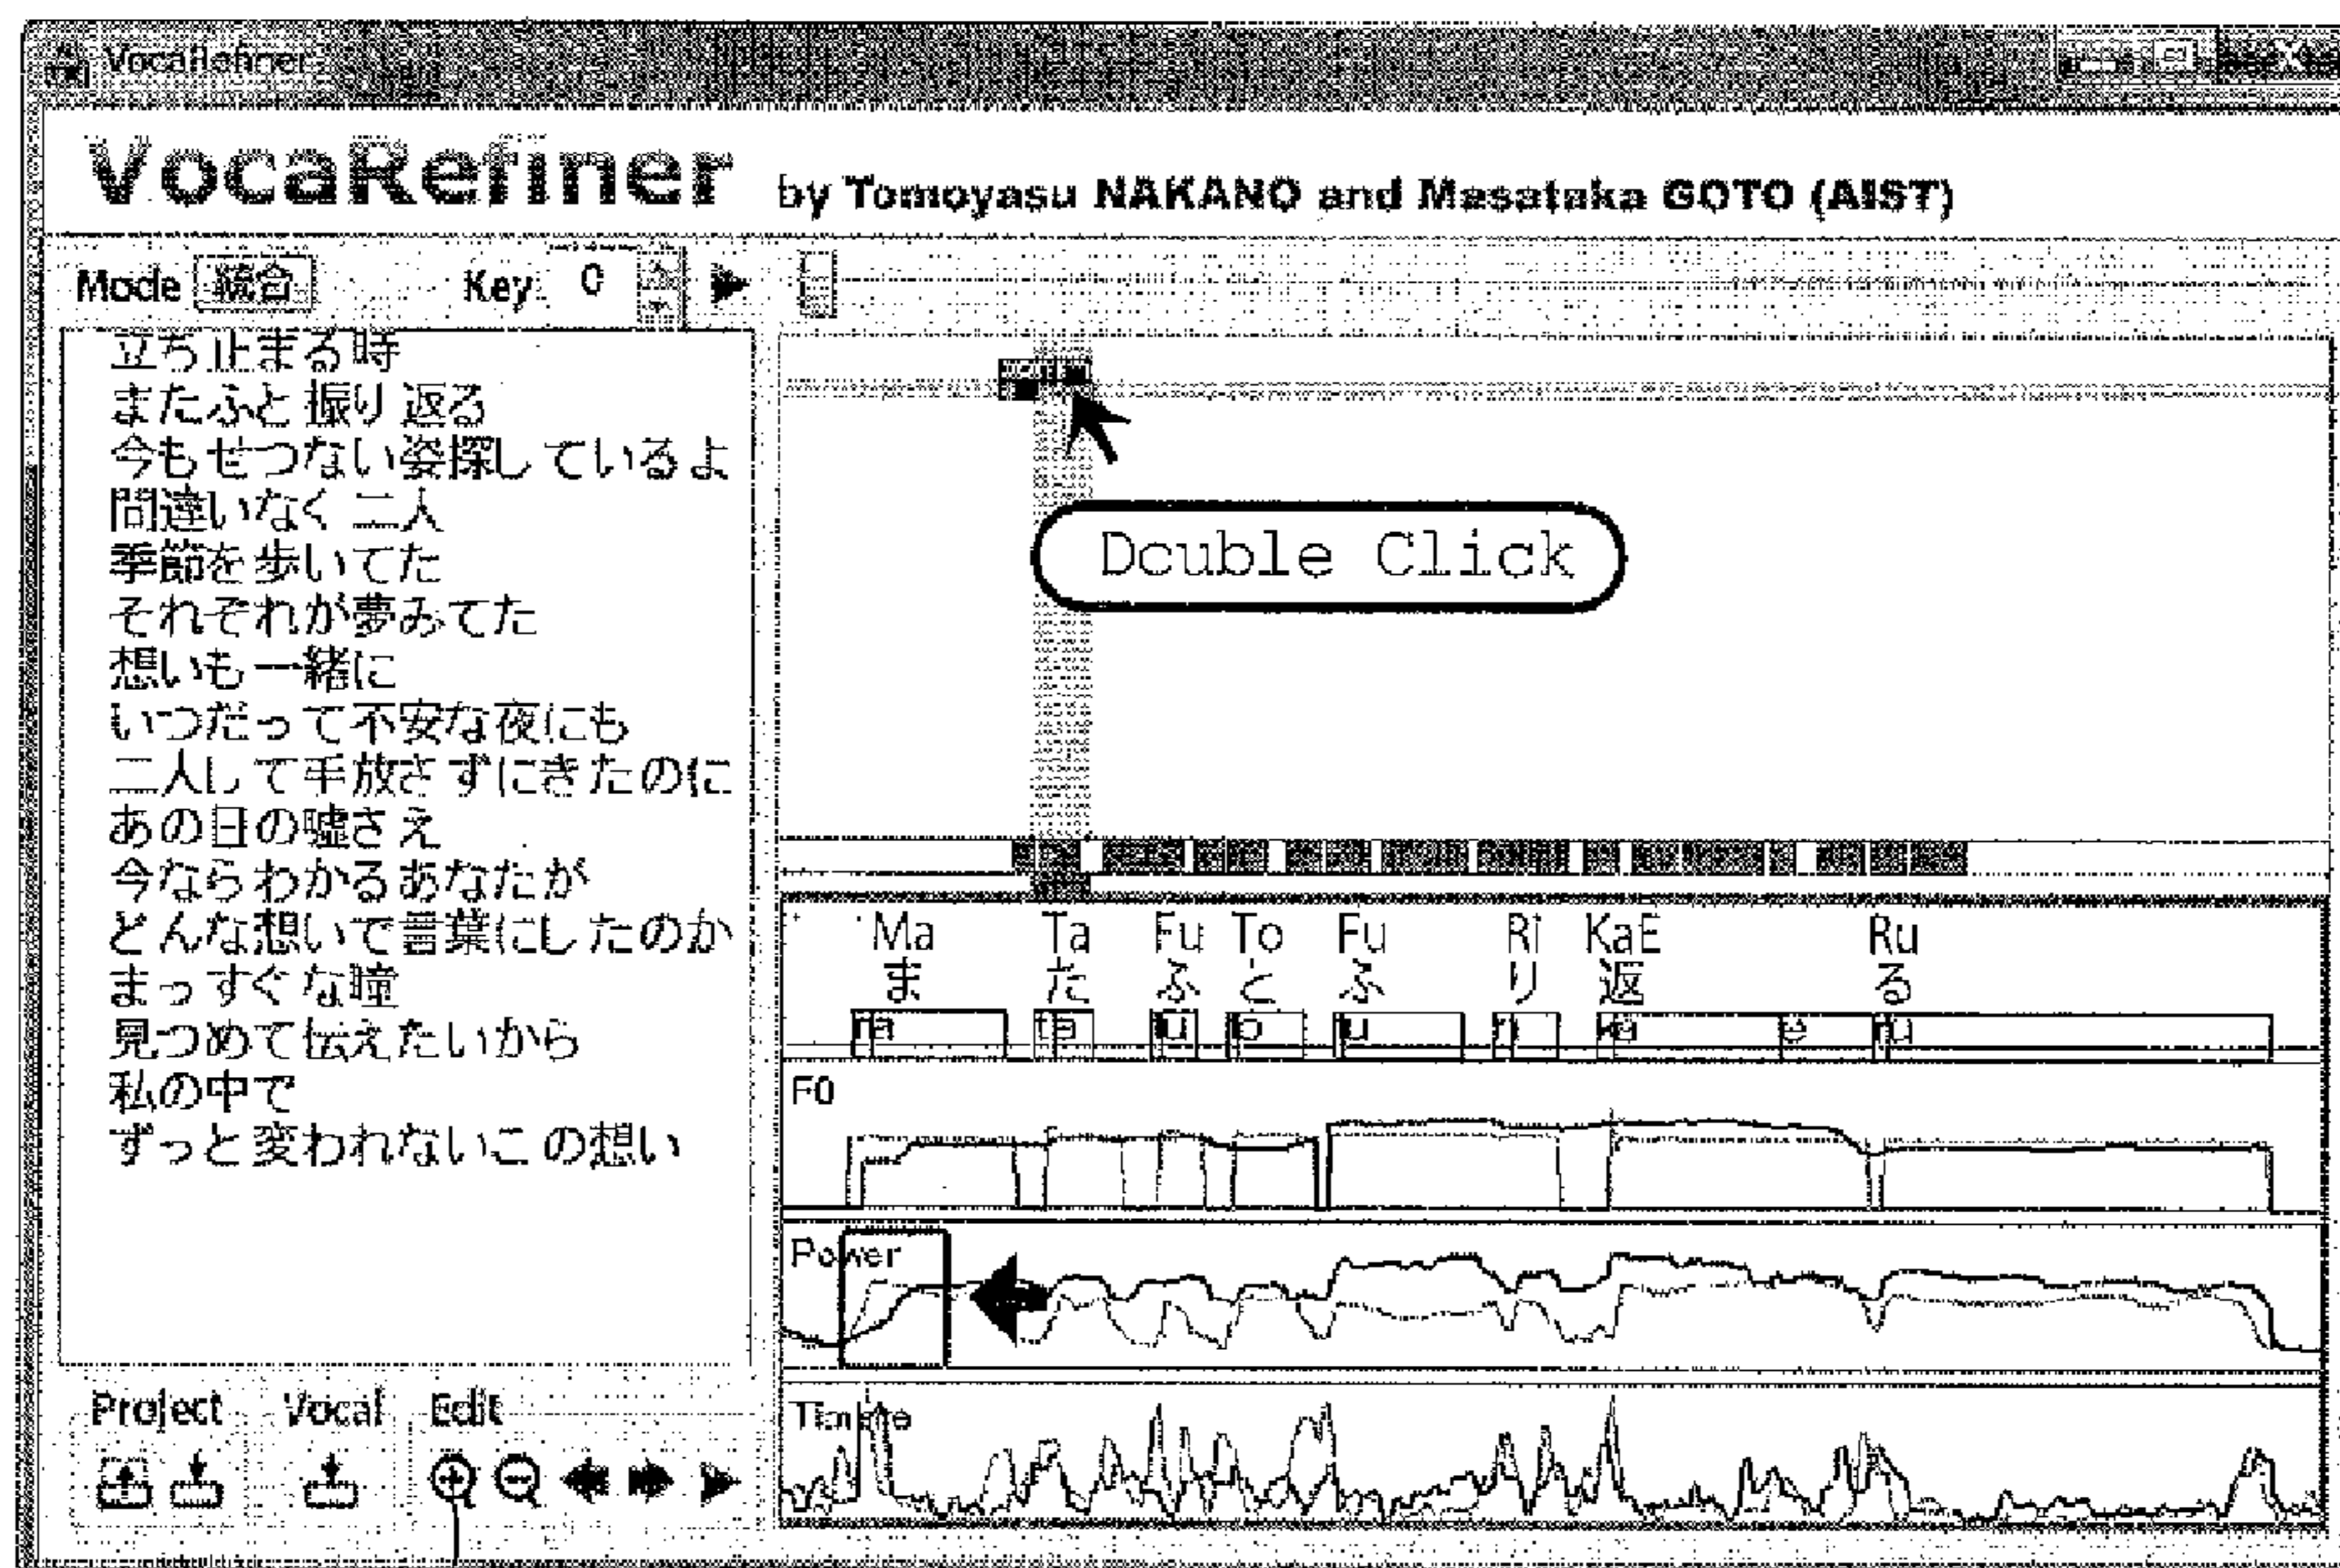 VocaRefiner
VocaRefiner by Tomoyasu NAKANO and Masataka GOTO (AIST)
Mode 統合 Key 0
立ち止まる時
またふと振り返る
今もせつない姿探しているよ
間違いなく二人
季節を歩いてた
それぞれが夢みてた
想いも一緒に
いつだって不安な夜にも
二人して手放さずにきたのに
あの日の嘘さえ
今ならわかるあなたが
どんな想いで言葉にしたのか
まっすぐな瞳
見つめて伝えたいから
私の中で
ずっと変われないこの想い
Project Vocal Edit
Double Click
Ma Ta Fu To Fu Ri KaE Ru
ま た ふ と ふ り 返 る
ta ka e ru
F0
Power
Timbre